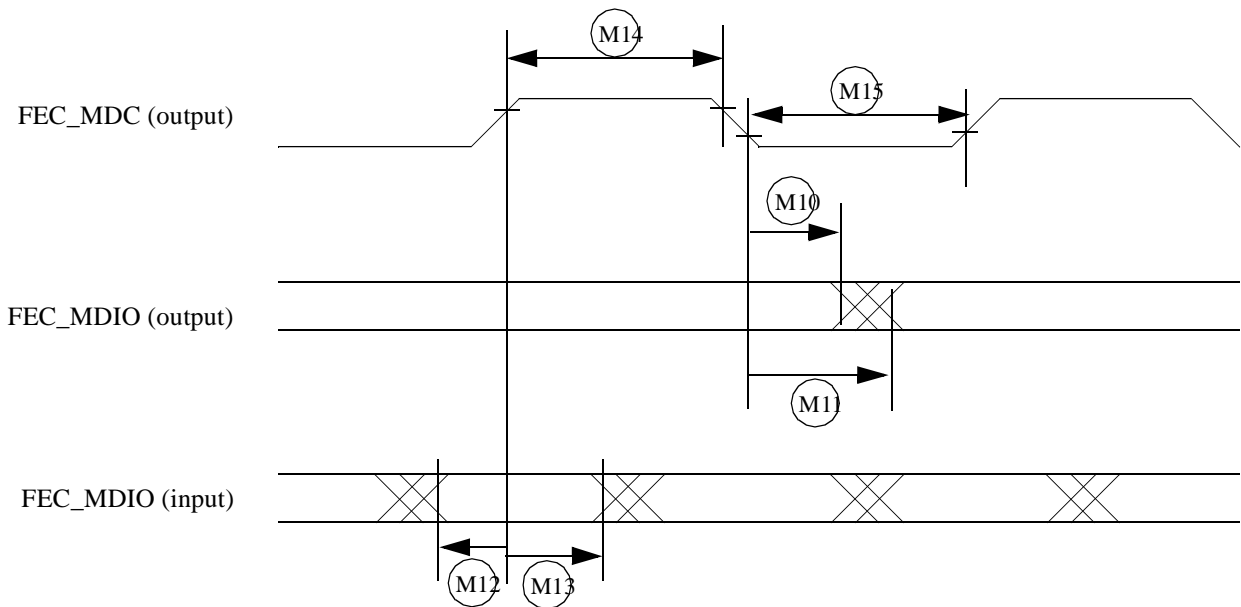 M14
FEC_MDC (output)
M15
M10
FEC_MDIO (output)
M11
FEC_MDIO (input)
M12
M13